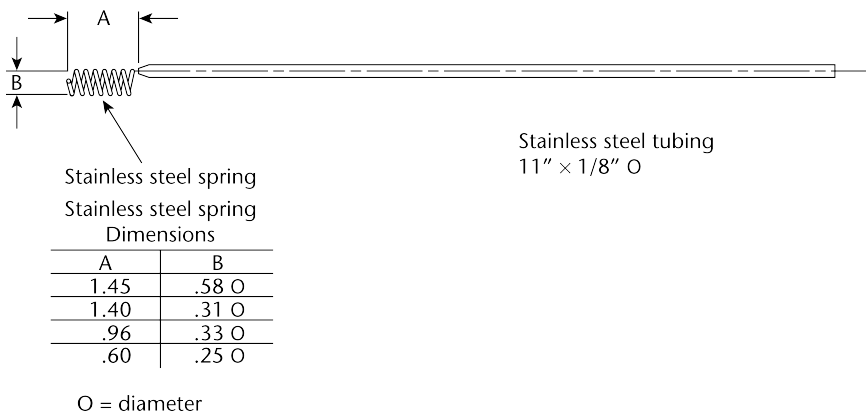 A
B
Stainless steel tubing
11″ × 1/8″ O
Stainless steel spring
Stainless steel spring
Dimensions
A B
1.45 .58 O
1.40 .31 O
.96 .33 O
.60 .25 O
O = diameter